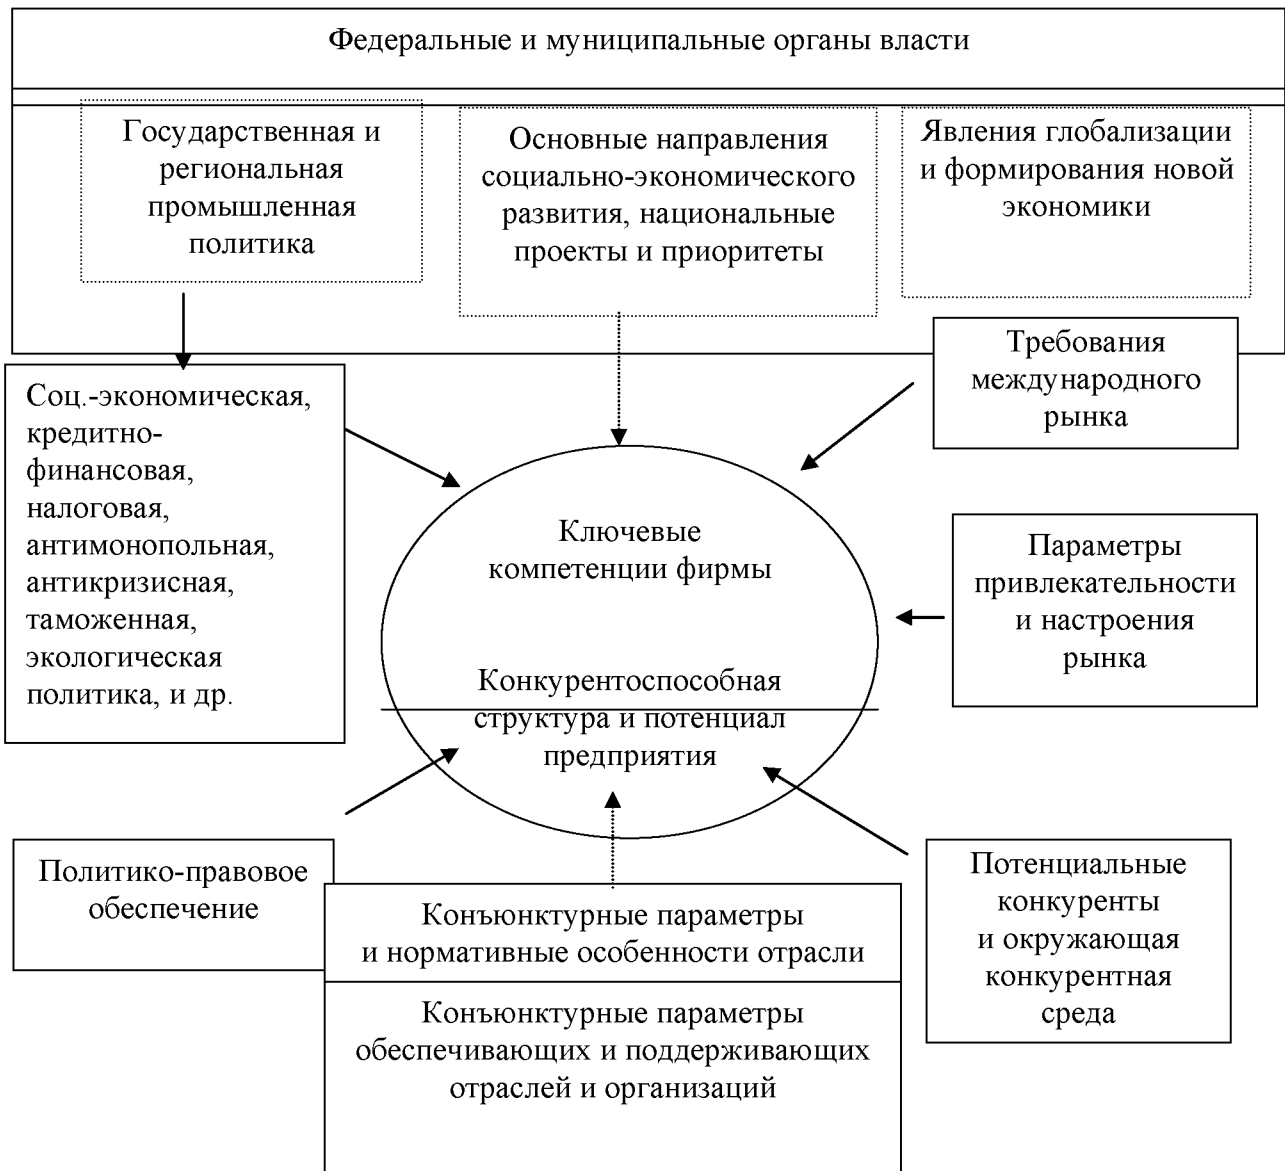 Федеральные и муниципальные органы власти
Государственная и
региональная
промышленная
политика
Основные направления
социально-экономического
развития, национальные
проекты и приоритеты
Явления глобализации
и формирования новой
экономики
Требования
международного
рынка
Соц.-экономическая,
кредитно-
финансовая,
налоговая,
антимонопольная,
антикризисная,
таможенная,
экологическая
политика, и др.
Ключевые
компетенции фирмы
Параметры
привлекательности
и настроения
рынка
Конкурентоспособная
структура и потенциал
предприятия
Политико-правовое
обеспечение
Конъюнктурные параметры
и нормативные особенности отрасли
Конъюнктурные параметры
обеспечивающих и поддерживающих
отраслей и организаций
Потенциальные
конкуренты
и окружающая
конкурентная
среда